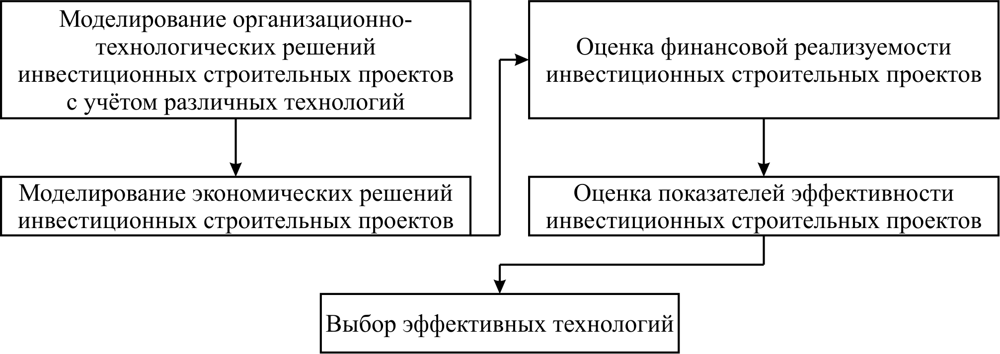 Моделирование организационно-
технологических решений
инвестиционных строительных проектов
с учётом различных технологий
Моделирование экономических решений
инвестиционных строительных проектов
Оценка финансовой реализуемости
инвестиционных строительных проектов
Оценка показателей эффективности
инвестиционных строительных проектов
Выбор эффективных технологий